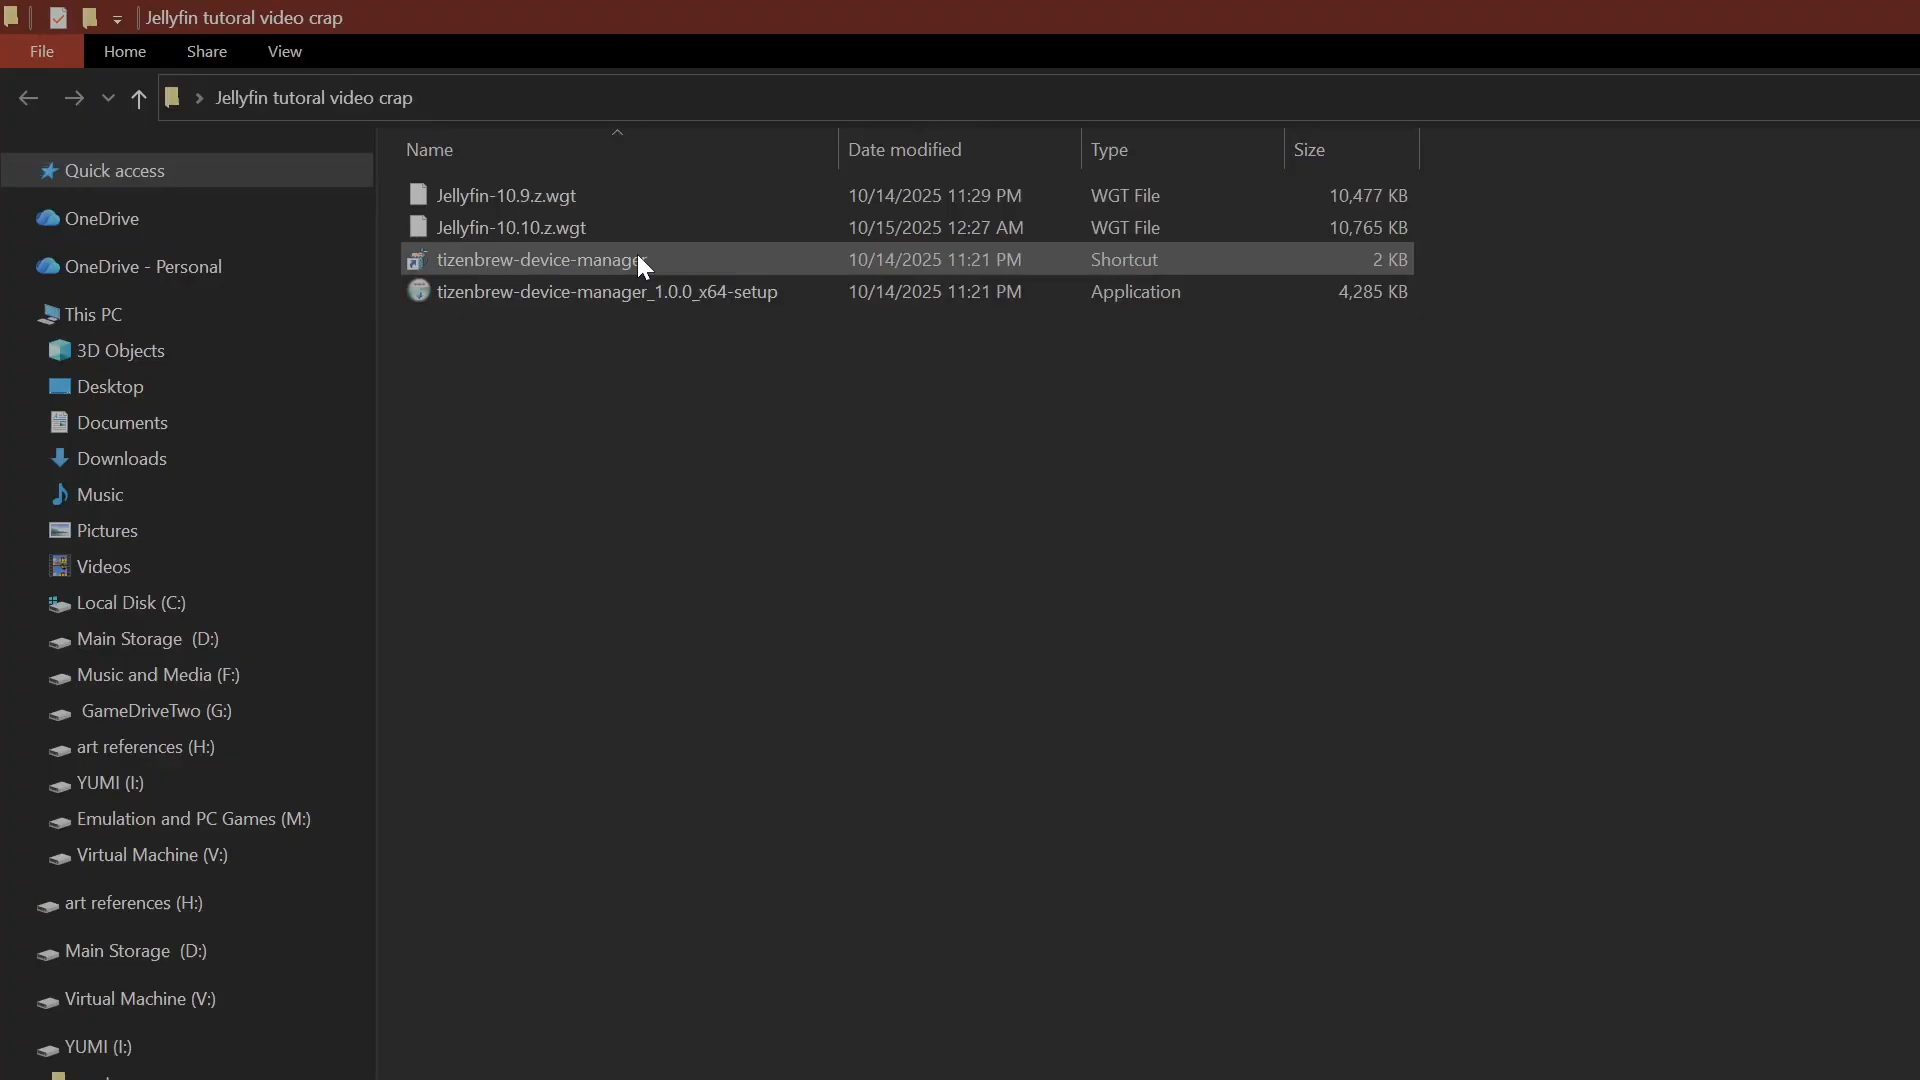 Jellyfin tutoral video crap
File Home Share View
Jellyfin tutoral video crap
Name Date modified Type Size
Jellyfin-10.9.z.wgt 10/14/2025 11:29 PM WGT File 10,477 KB
Jellyfin-10.10.z.wgt 10/15/2025 12:27 AM WGT File 10,765 KB
tizenbrew-device-manager 10/14/2025 11:21 PM Shortcut 2 KB
tizenbrew-device-manager_1.0.0_x64-setup 10/14/2025 11:21 PM Application 4,285 KB
Quick access
OneDrive
OneDrive - Personal
This PC
3D Objects
Desktop
Documents
Downloads
Music
Pictures
Videos
Local Disk (C:)
Main Storage (D:)
Music and Media (F:)
GameDriveTwo (G:)
art references (H:)
YUMI (I:)
Emulation and PC Games (M:)
Virtual Machine (V:)
art references (H:)
Main Storage (D:)
Virtual Machine (V:)
YUMI (I:)